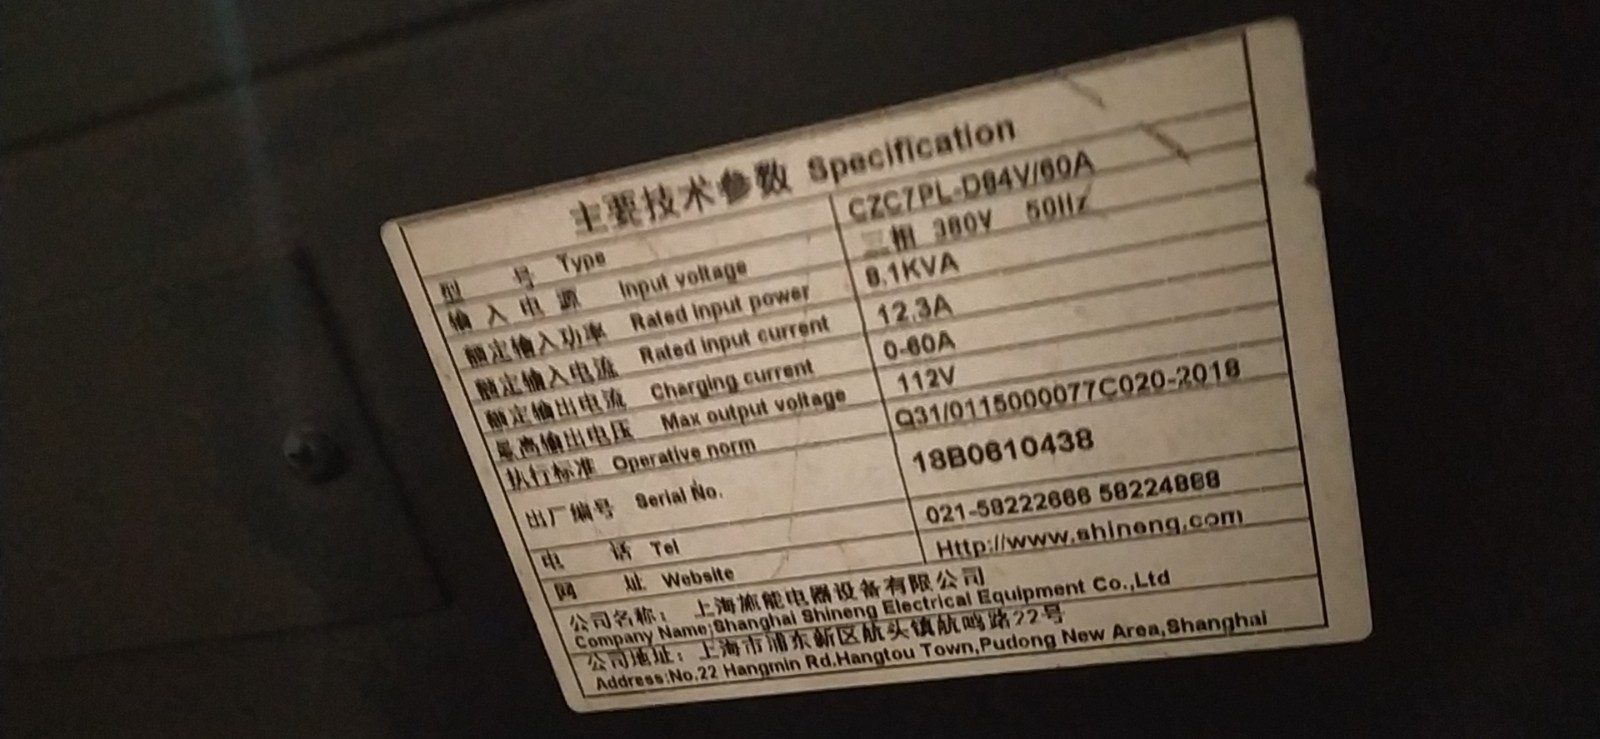 主要技术参数 Specification
型 号 Type CZC7PL-D84V/60A
输入电源 Input voltage 三相 380V 50Hz
额定输入功率 Rated input power 8.1KVA
额定输入电流 Rated input current 12.3A
额定输出电流 Charging current 0-60A
最高输出电压 Max output voltage 112V
执行标准 Operative norm Q31/0115000077C020-2018
出厂编号 Serial No. 18B0610438
电 话 Tel 021-58222666 58224888
网 址 Website Http://www.shineng.com
公司名称： 上海施能电器设备有限公司
Company Name;Shanghai Shineng Electrical Equipment Co.,Ltd
公司地址： 上海市浦东新区航头镇航鸣路22号
Address:No.22 Hangmin Rd.Hangtou Town,Pudong New Area,Shanghai